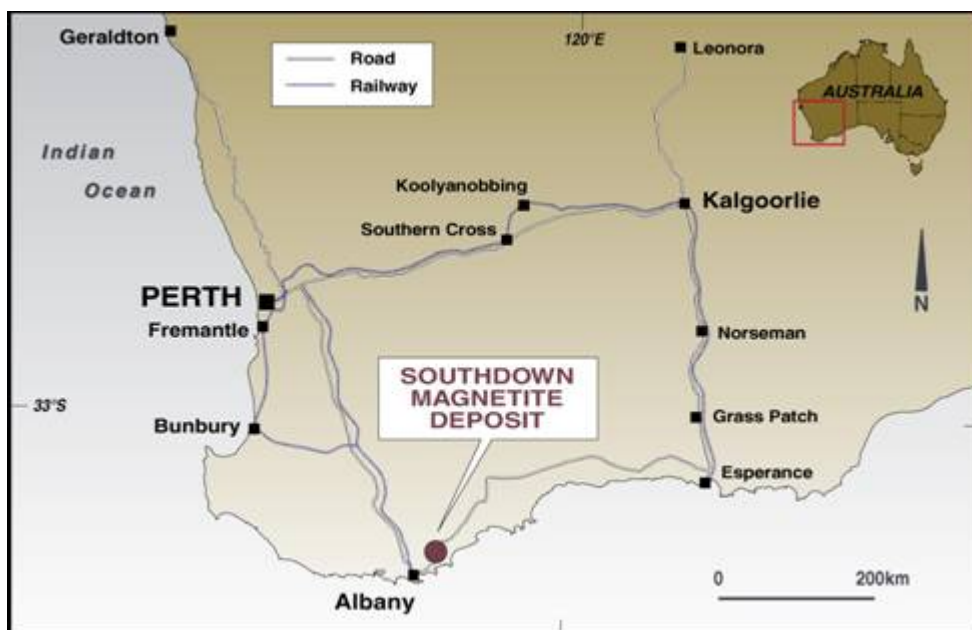 Geraldton
120°E
Leonora
Road
Railway
AUSTRALIA
Indian
Ocean
Koolyanobbing
Kalgoorlie
Southern Cross
PERTH
N
Fremantle
Norseman
SOUTHDOWN
MAGNETITE
DEPOSIT
33°S
Bunbury
Grass Patch
Esperance
0 200km
Albany